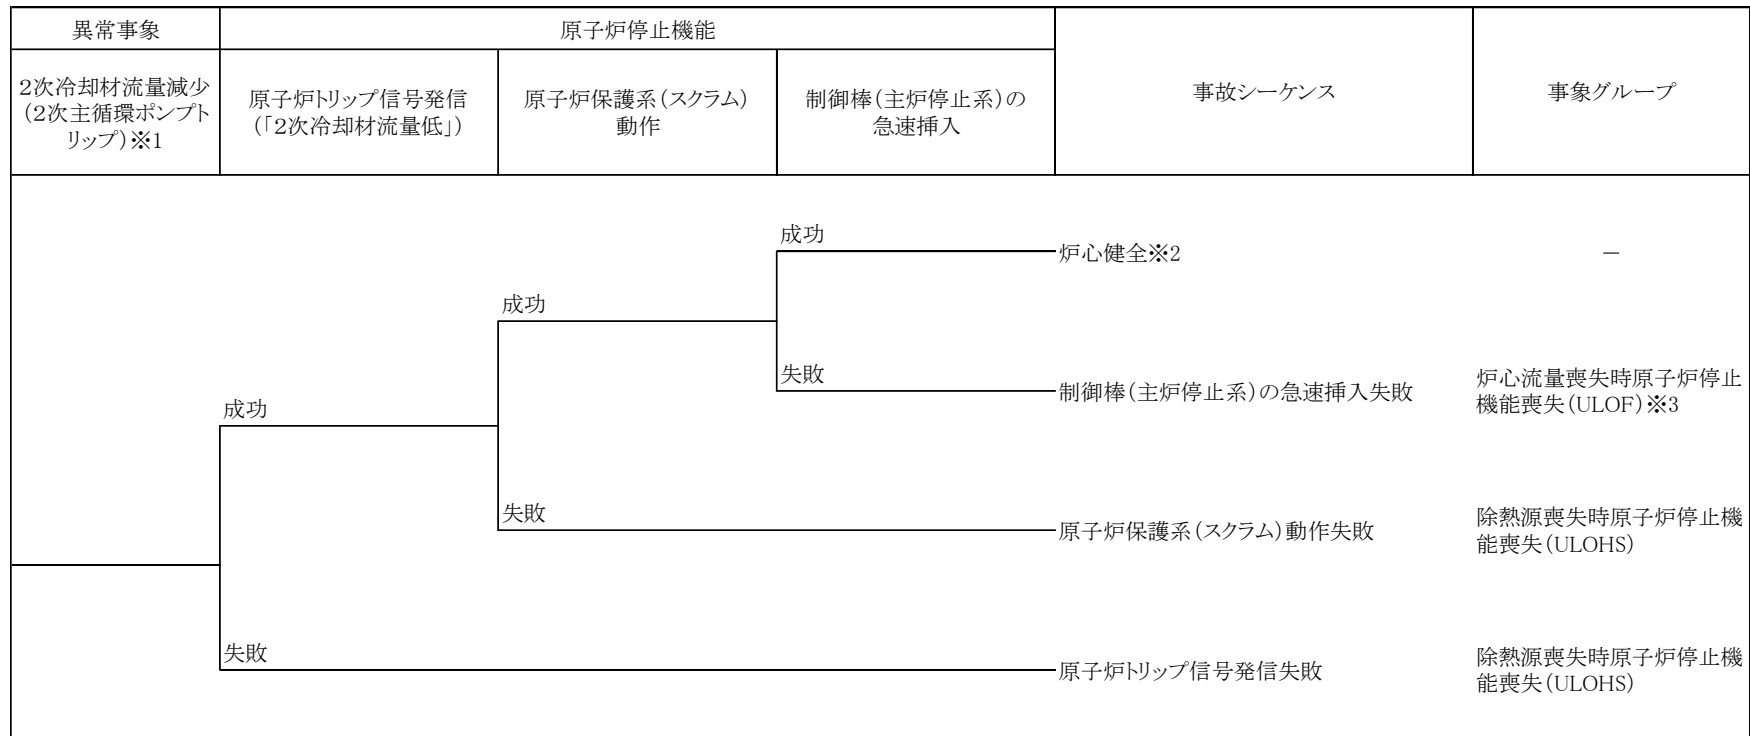 異常事象
原子炉停止機能
2次冷却材流量減少
(2次主循環ポンプト
リップ)※1
原子炉トリップ信号発信
(「2次冷却材流量低」)
原子炉保護系(スクラム)
動作
制御棒(主炉停止系)の
急速挿入
事故シーケンス
事象グループ
成功
炉心健全※2
－
成功
失敗
制御棒(主炉停止系)の急速挿入失敗
炉心流量喪失時原子炉停止
機能喪失(ULOF)※3
成功
失敗
原子炉保護系(スクラム)動作失敗
除熱源喪失時原子炉停止機
能喪失(ULOHS)
失敗
原子炉トリップ信号発信失敗
除熱源喪失時原子炉停止機
能喪失(ULOHS)